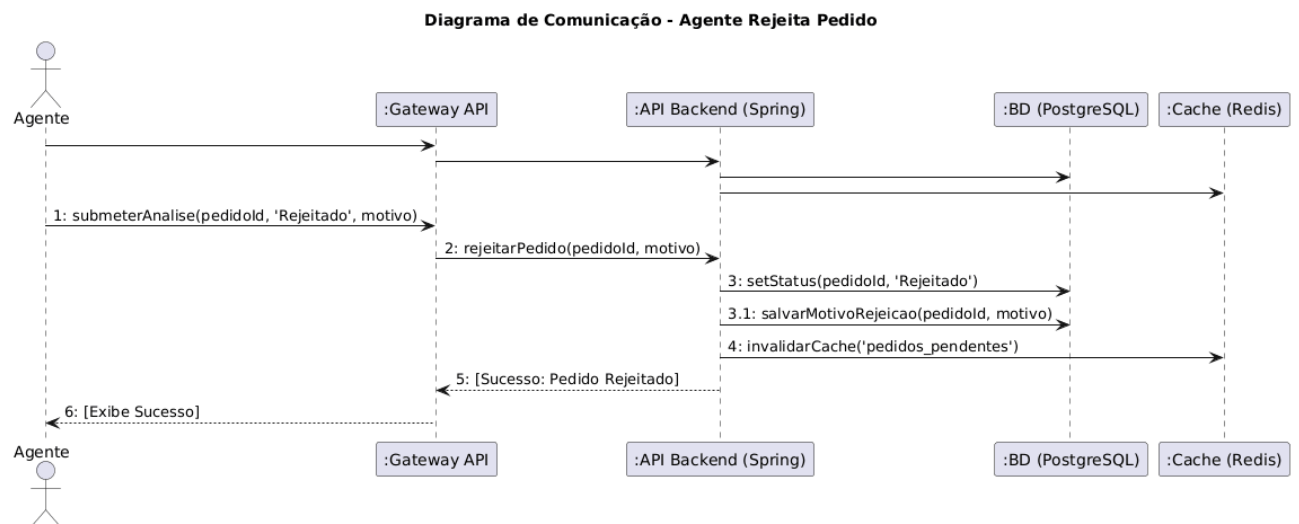 Diagrama de Comunicação - Agente Rejeita Pedido
Agente
:Gateway API
:API Backend (Spring)
:BD (PostgreSQL)
:Cache (Redis)
1: submeterAnalise(pedidoId, 'Rejeitado', motivo)
2: rejeitarPedido(pedidoId, motivo)
3: setStatus(pedidoId, 'Rejeitado')
3.1: salvarMotivoRejeicao(pedidoId, motivo)
4: invalidarCache('pedidos_pendentes')
5: [Sucesso: Pedido Rejeitado]
6: [Exibe Sucesso]
Agente
:Gateway API
:API Backend (Spring)
:BD (PostgreSQL)
:Cache (Redis)